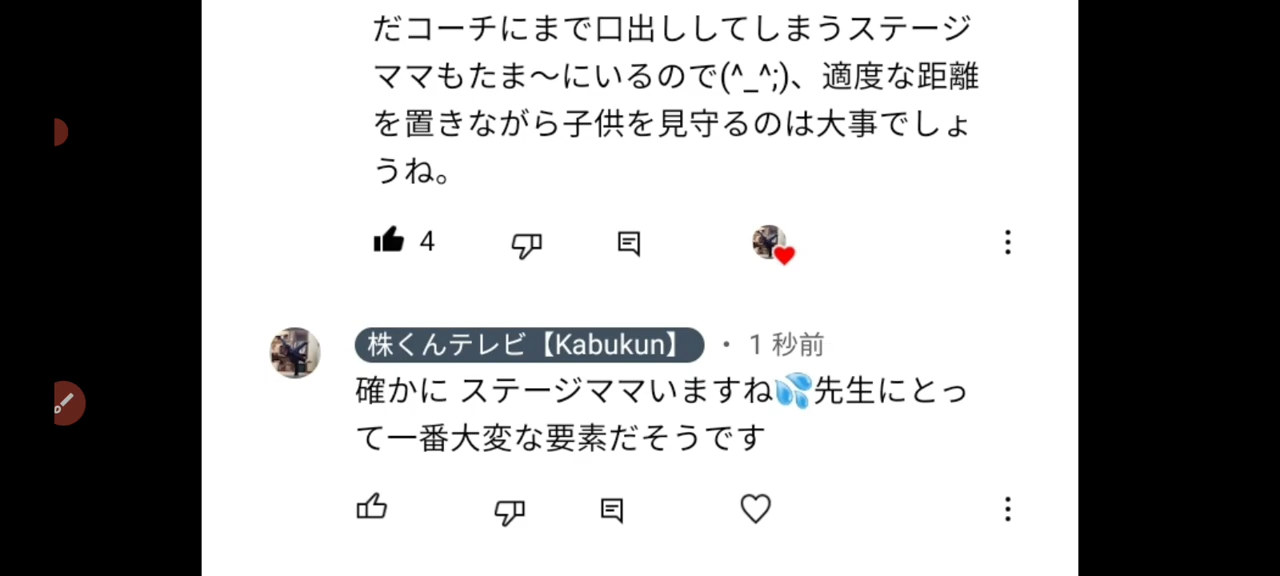 だコーチにまで口出ししてしまうステージ
ママもたま〜にいるので(^_^;)、適度な距離
を置きながら子供を見守るのは大事でしょ
うね。
4
株くんテレビ【Kabukun】 ・ 1 秒前
確かに ステージママいますね💦先生にとっ
て一番大変な要素だそうです